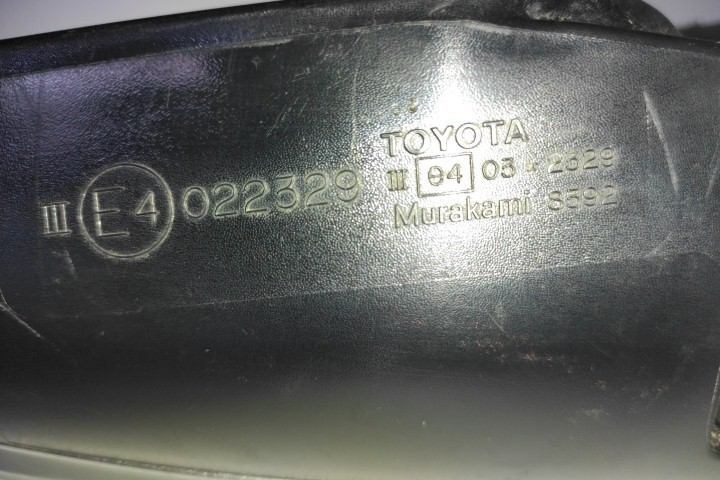 III E4 022329
TOYOTA
III e4 03 * 2329
Murakami 8592